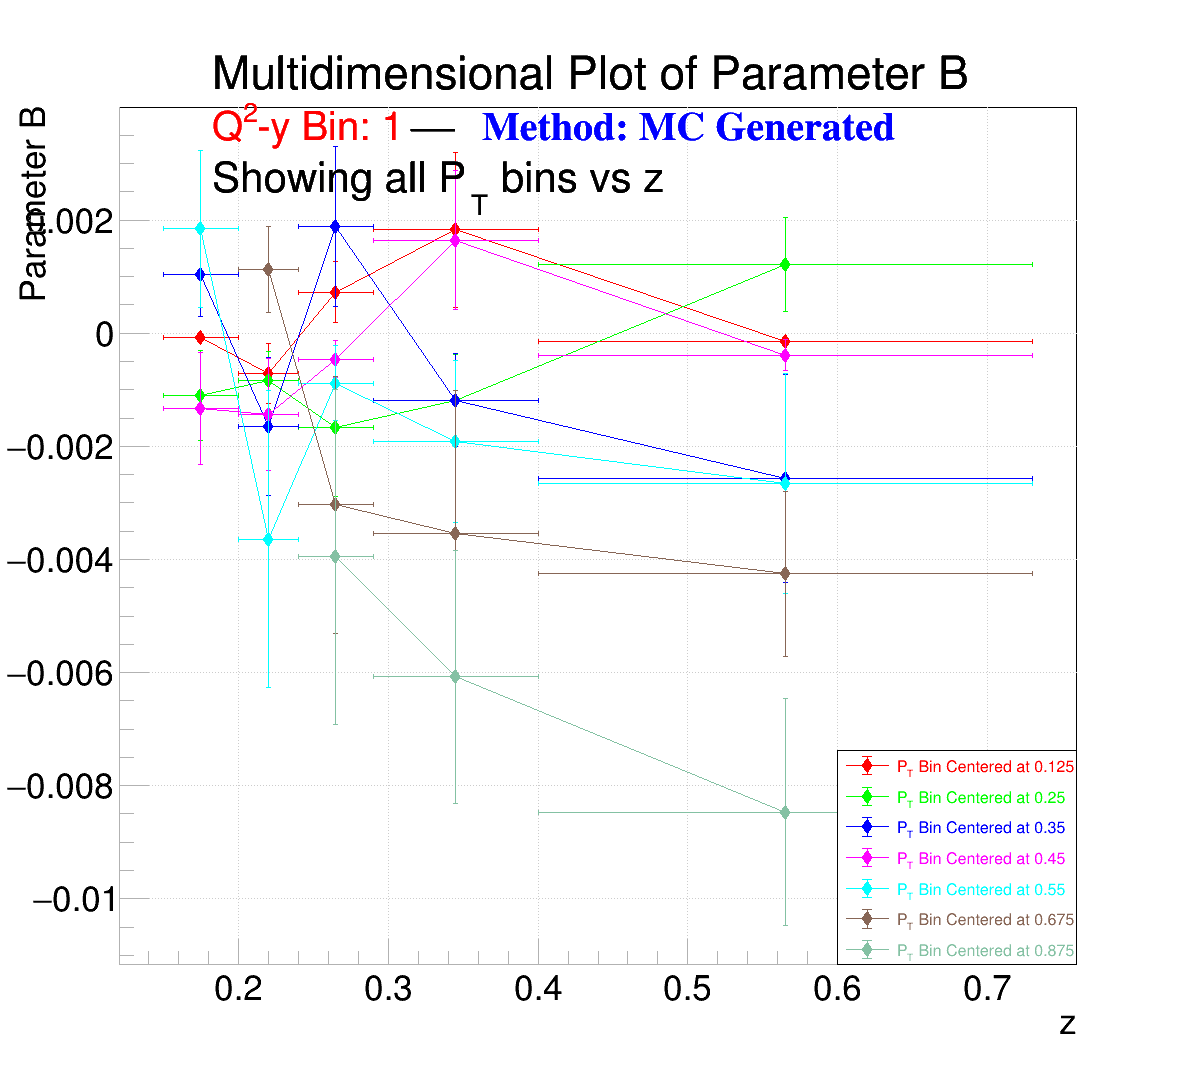 Multidimensional Plot of Parameter B
Q2-y Bin: 1 — Method: MC Generated
Showing all PT bins vs z
Parameter B
0.002
0
−0.002
−0.004
−0.006
−0.008
−0.01
PT Bin Centered at 0.125
PT Bin Centered at 0.25
PT Bin Centered at 0.35
PT Bin Centered at 0.45
PT Bin Centered at 0.55
PT Bin Centered at 0.675
PT Bin Centered at 0.875
0.2 0.3 0.4 0.5 0.6 0.7
z